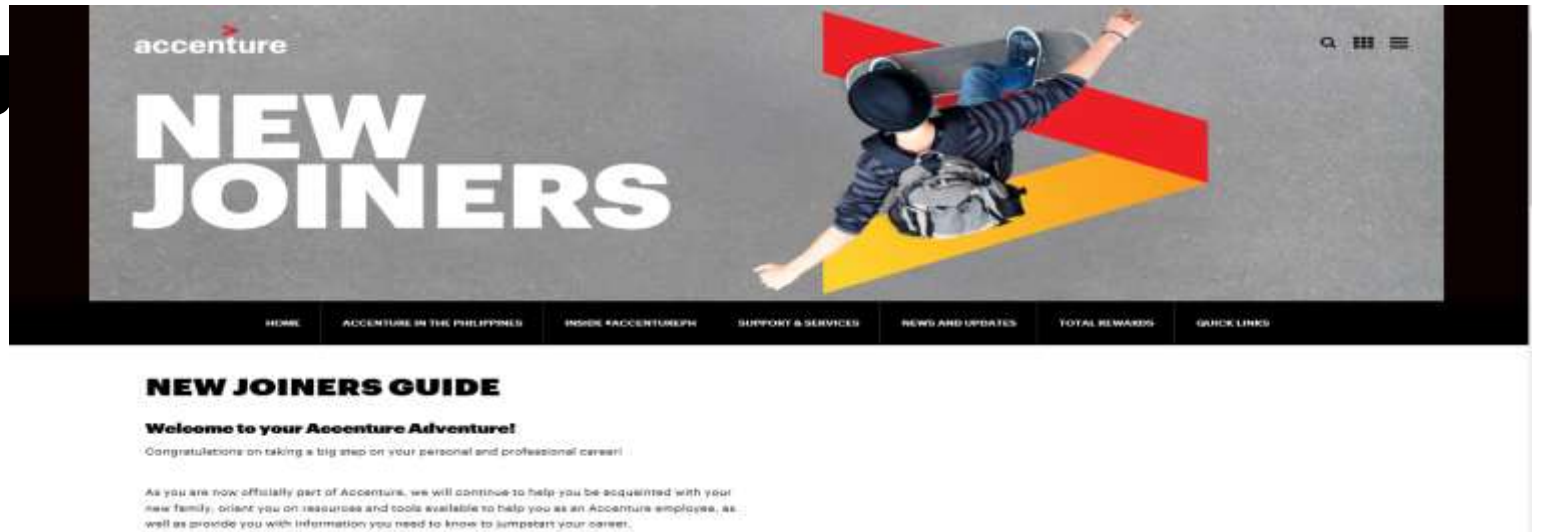 accenture
NEW
JOINERS
HOME ACCENTURE IN THE PHILIPPINES INSIDE #ACCENTUREPH SUPPORT & SERVICES NEWS AND UPDATES TOTAL REWARDS QUICK LINKS
NEW JOINERS GUIDE
Welcome to your Accenture Adventure!
Congratulations on taking a big step on your personal and professional career!
As you are now officially part of Accenture, we will continue to help you be acquainted with your
new family, orient you on resources and tools available to help you as an Accenture employee, as
well as provide you with information you need to know to jumpstart your career.